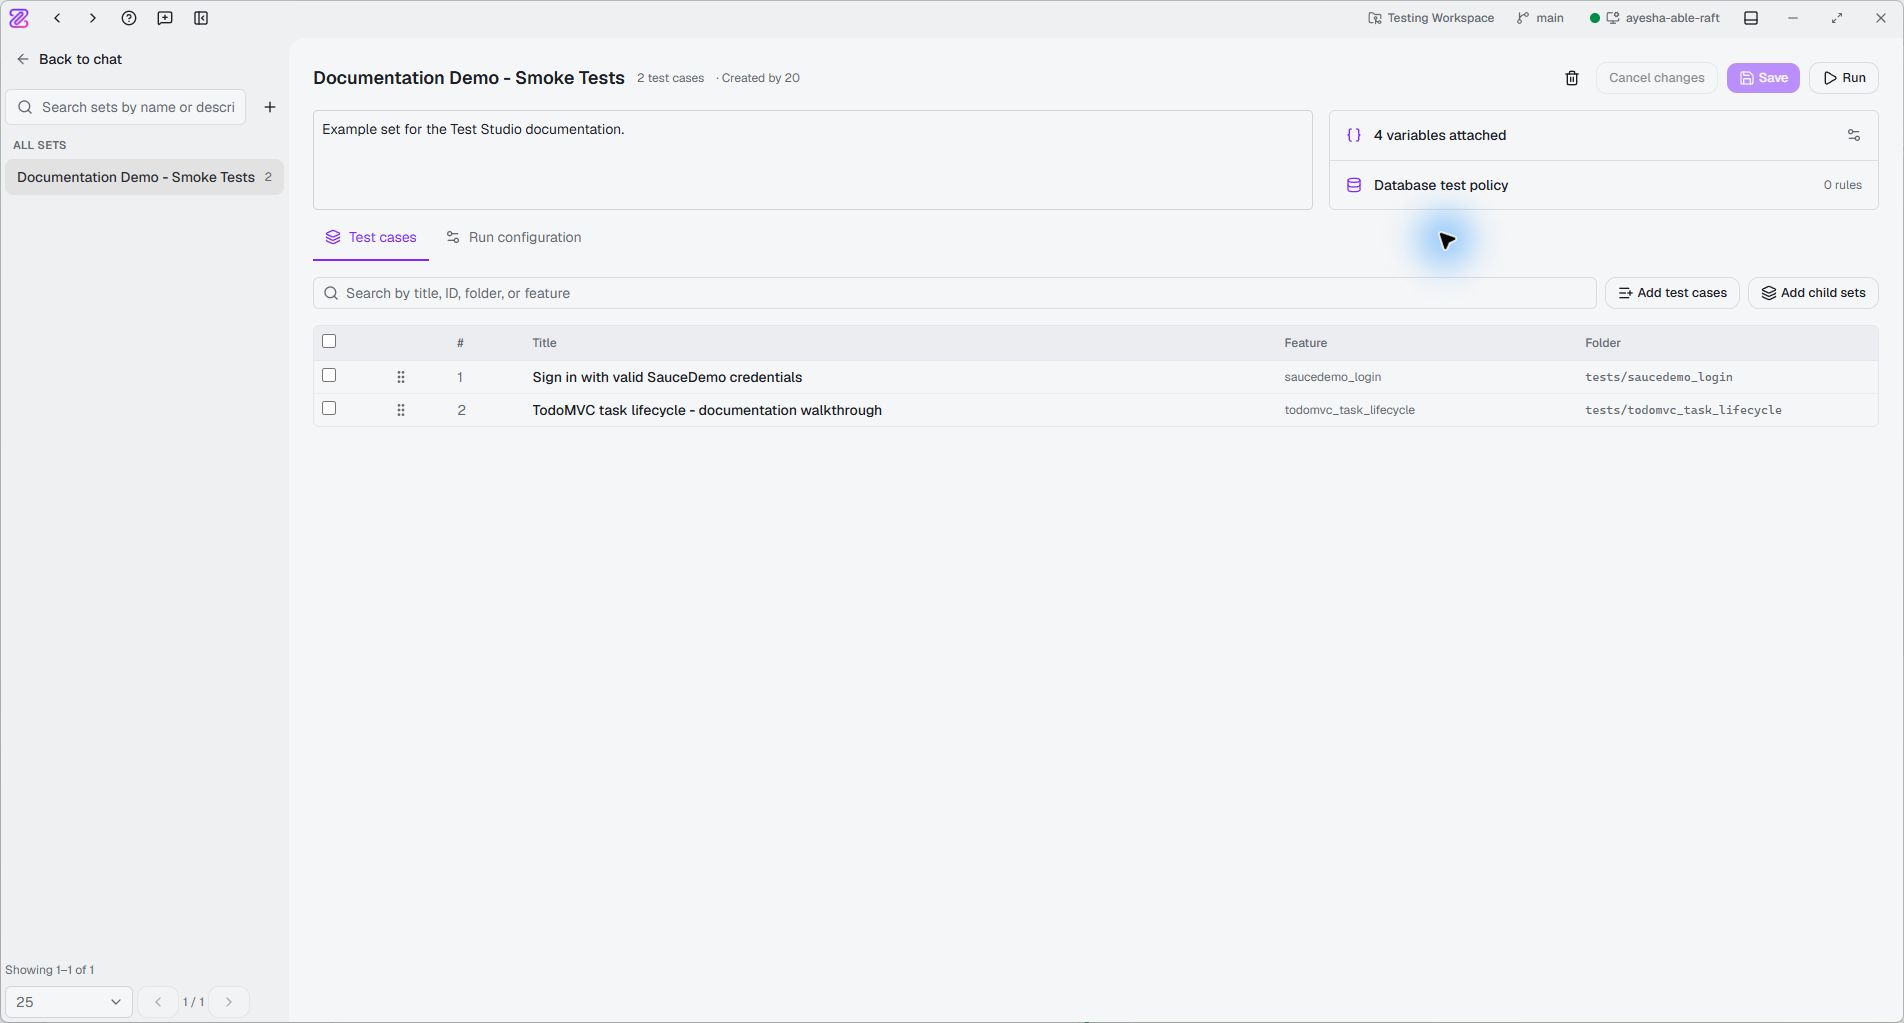 Testing Workspace
main
ayesha-able-raft
Back to chat
Search sets by name or descri
ALL SETS
Documentation Demo - Smoke Tests 2
Documentation Demo - Smoke Tests 2 test cases · Created by 20
Cancel changes
Save
Run
Example set for the Test Studio documentation.
4 variables attached
Database test policy 0 rules
Test cases
Run configuration
Search by title, ID, folder, or feature
Add test cases
Add child sets
# Title Feature Folder
1 Sign in with valid SauceDemo credentials saucedemo_login tests/saucedemo_login
2 TodoMVC task lifecycle - documentation walkthrough todomvc_task_lifecycle tests/todomvc_task_lifecycle
Showing 1–1 of 1
25
1 / 1